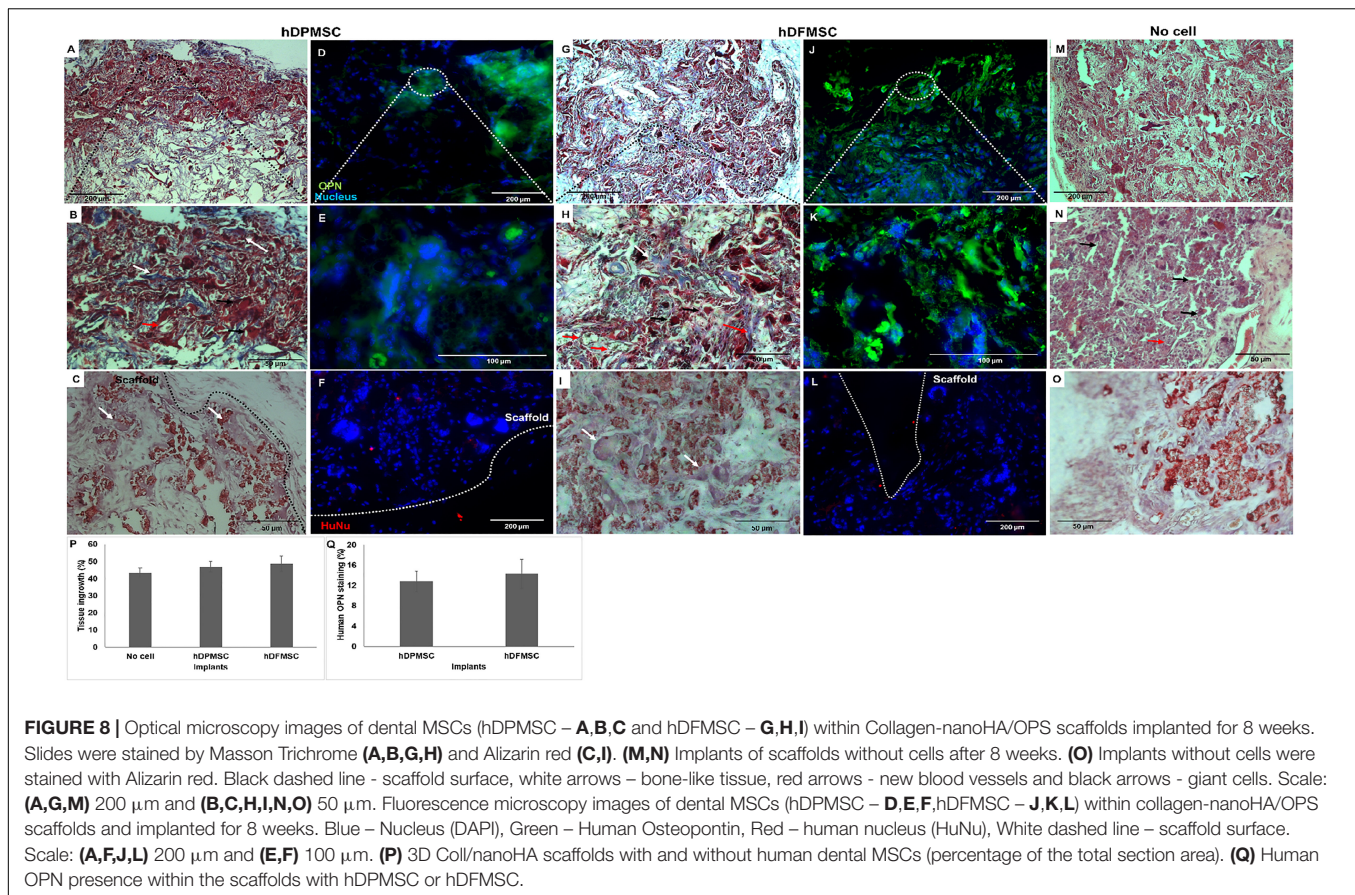 hDPMSC hDFMSC No cell
A D G J M
OPN
Nucleus
200 µm 200 µm 200 µm 200 µm 200 µm
B E H K N
50 µm 100 µm 50 µm 100 µm 50 µm
C Scaffold F Scaffold I L Scaffold O
HuNu
50 µm 200 µm 50 µm 200 µm 50 µm
P
Tissue ingrowth (%)
60
50
40
30
20
10
0
No cell hDPMSC hDFMSC
Implants
Q
Human OPN staining (%)
20
16
12
8
4
0
hDPMSC hDFMSC
Implants
FIGURE 8 | Optical microscopy images of dental MSCs (hDPMSC – A,B,C and hDFMSC – G,H,I) within Collagen-nanoHA/OPS scaffolds implanted for 8 weeks.
Slides were stained by Masson Trichrome (A,B,G,H) and Alizarin red (C,I). (M,N) Implants of scaffolds without cells after 8 weeks. (O) Implants without cells were
stained with Alizarin red. Black dashed line - scaffold surface, white arrows – bone-like tissue, red arrows - new blood vessels and black arrows - giant cells. Scale:
(A,G,M) 200 µm and (B,C,H,I,N,O) 50 µm. Fluorescence microscopy images of dental MSCs (hDPMSC – D,E,F,hDFMSC – J,K,L) within collagen-nanoHA/OPS
scaffolds and implanted for 8 weeks. Blue – Nucleus (DAPI), Green – Human Osteopontin, Red – human nucleus (HuNu), White dashed line – scaffold surface.
Scale: (A,F,J,L) 200 µm and (E,F) 100 µm. (P) 3D Coll/nanoHA scaffolds with and without human dental MSCs (percentage of the total section area). (Q) Human
OPN presence within the scaffolds with hDPMSC or hDFMSC.